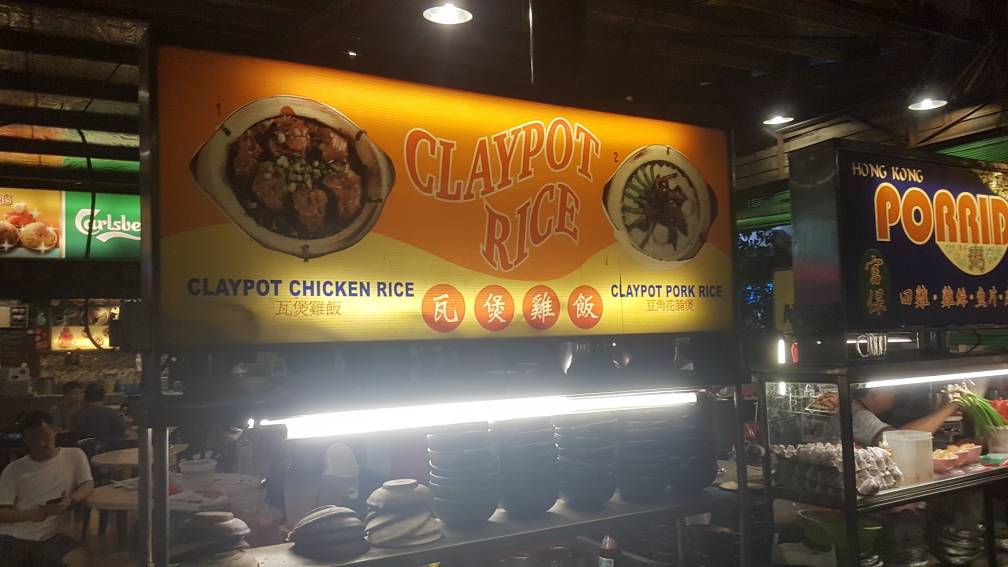 1
CLAYPOT
RICE
2
CLAYPOT CHICKEN RICE
瓦煲雞飯
瓦煲雞飯
CLAYPOT PORK RICE
Carlsbe
HONG KONG
PORRID